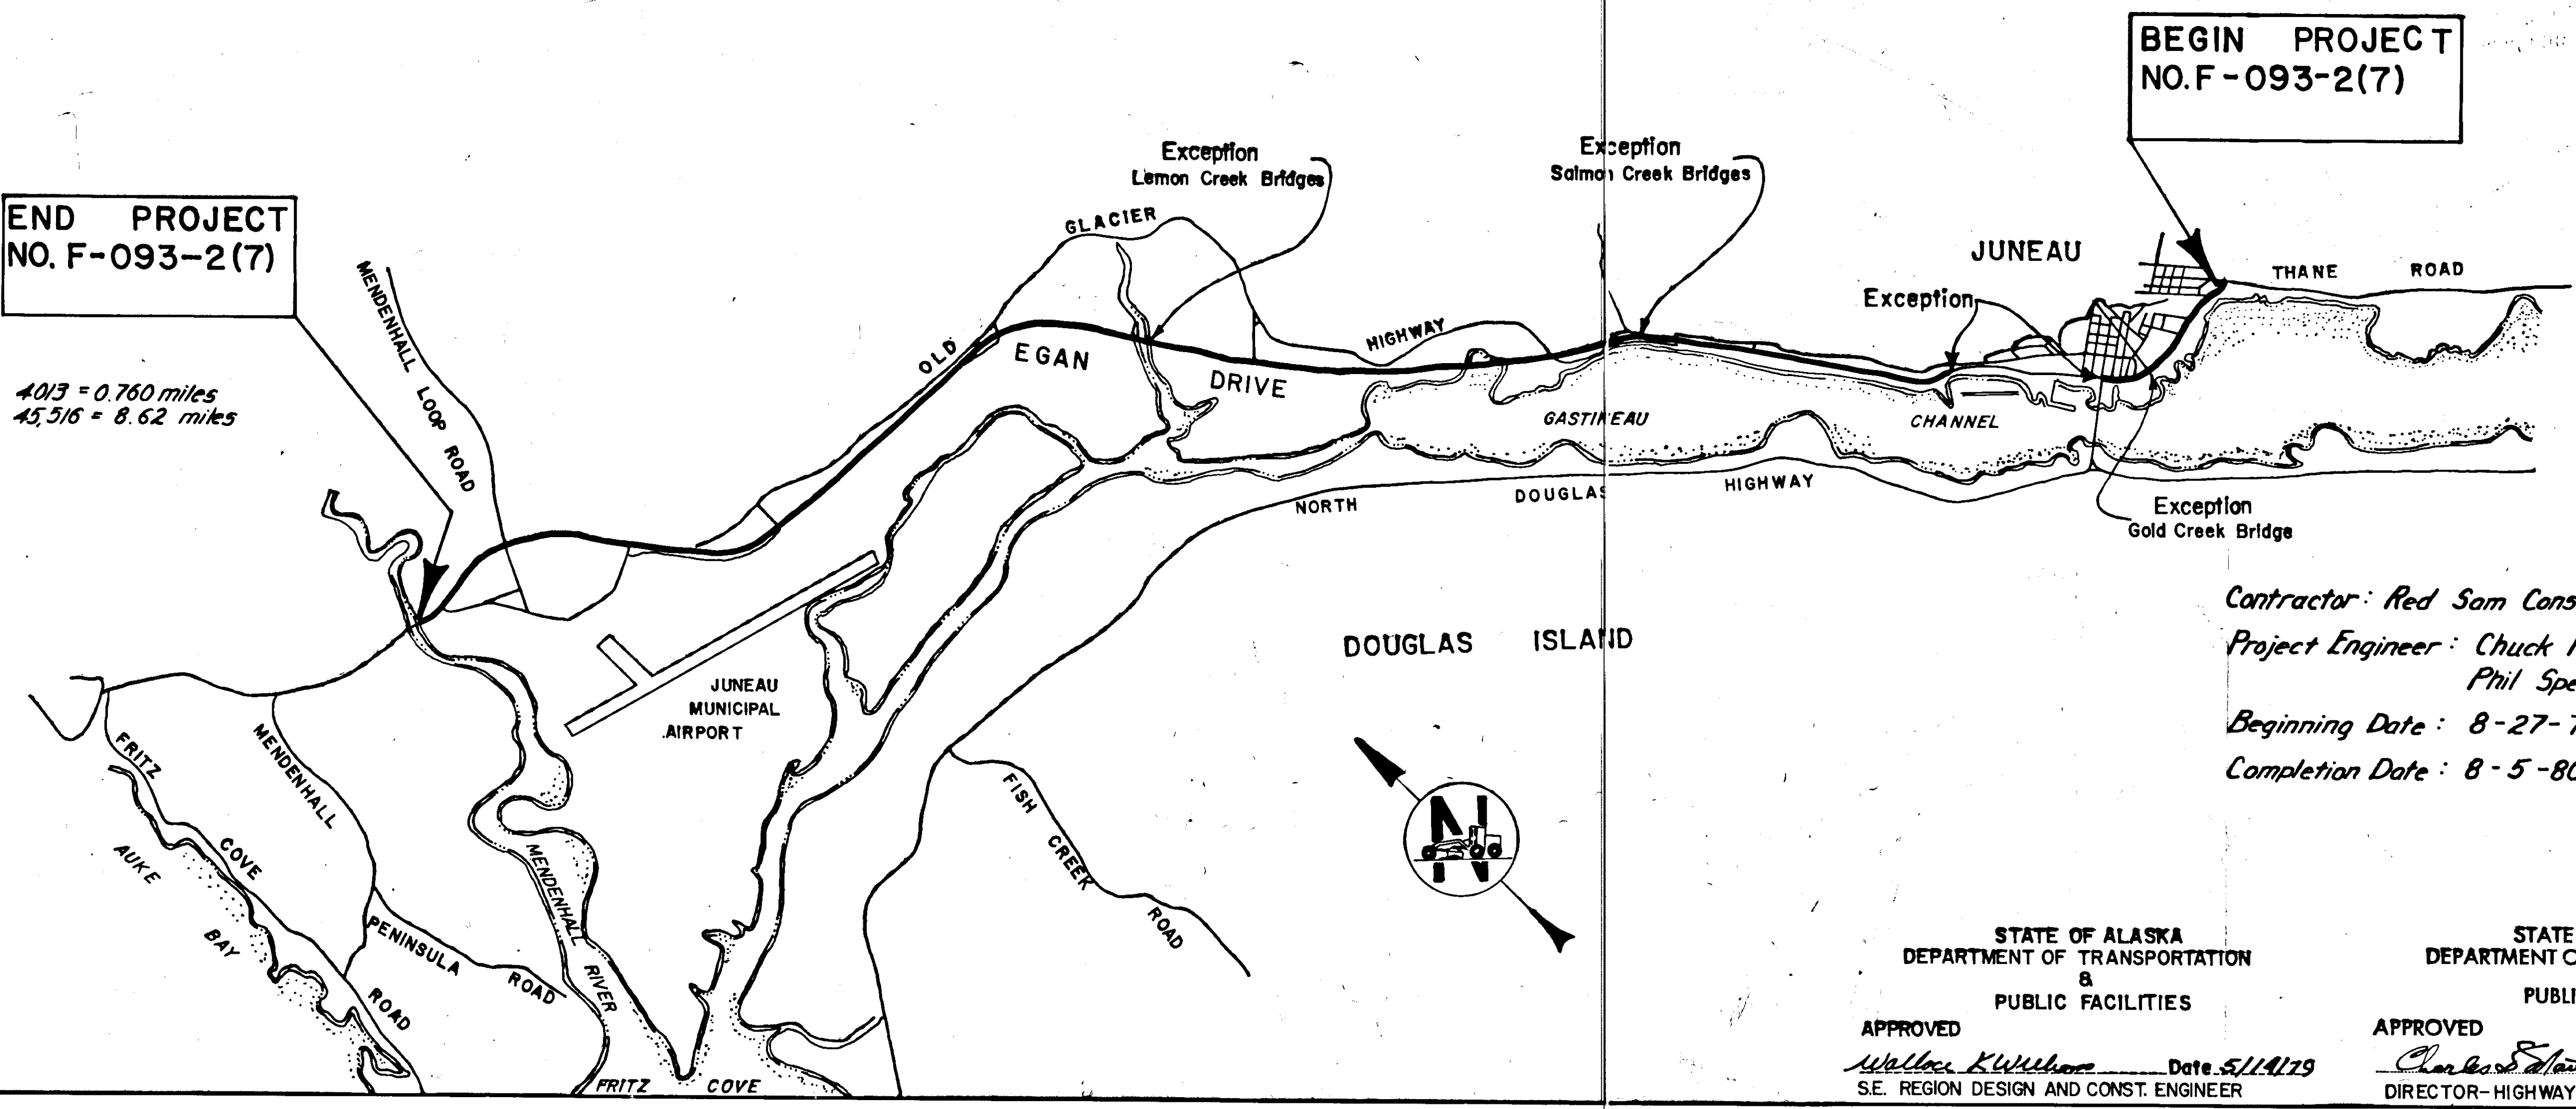 BEGIN PROJECT
NO. F-093-2(7)
Exception
Lemon Creek Bridges
Exception
Salmon Creek Bridges
END PROJECT
NO. F-093-2(7)
GLACIER
JUNEAU
THANE ROAD
MENDENHALL LOOP ROAD
Exception
HIGHWAY
OLD
EGAN DRIVE
4013 = 0.760 miles
45,516 = 8.62 miles
GASTINEAU CHANNEL
NORTH DOUGLAS HIGHWAY
Exception
Gold Creek Bridge
Contractor: Red Sam Cons
DOUGLAS ISLAND
Project Engineer: Chuck
Phil Spe
JUNEAU
MUNICIPAL
AIRPORT
Beginning Date: 8-27-7
Completion Date: 8-5-80
FRITZ COVE ROAD
MENDENHALL PENINSULA ROAD
AUKE BAY
FISH CREEK ROAD
N
MENDENHALL RIVER
FRITZ COVE
STATE OF ALASKA
DEPARTMENT OF TRANSPORTATION
&
PUBLIC FACILITIES
APPROVED
Date 5/14/79
S.E. REGION DESIGN AND CONST. ENGINEER
STATE
DEPARTMENT O
PUBLI
APPROVED
Charles S
DIRECTOR-HIGHWAY